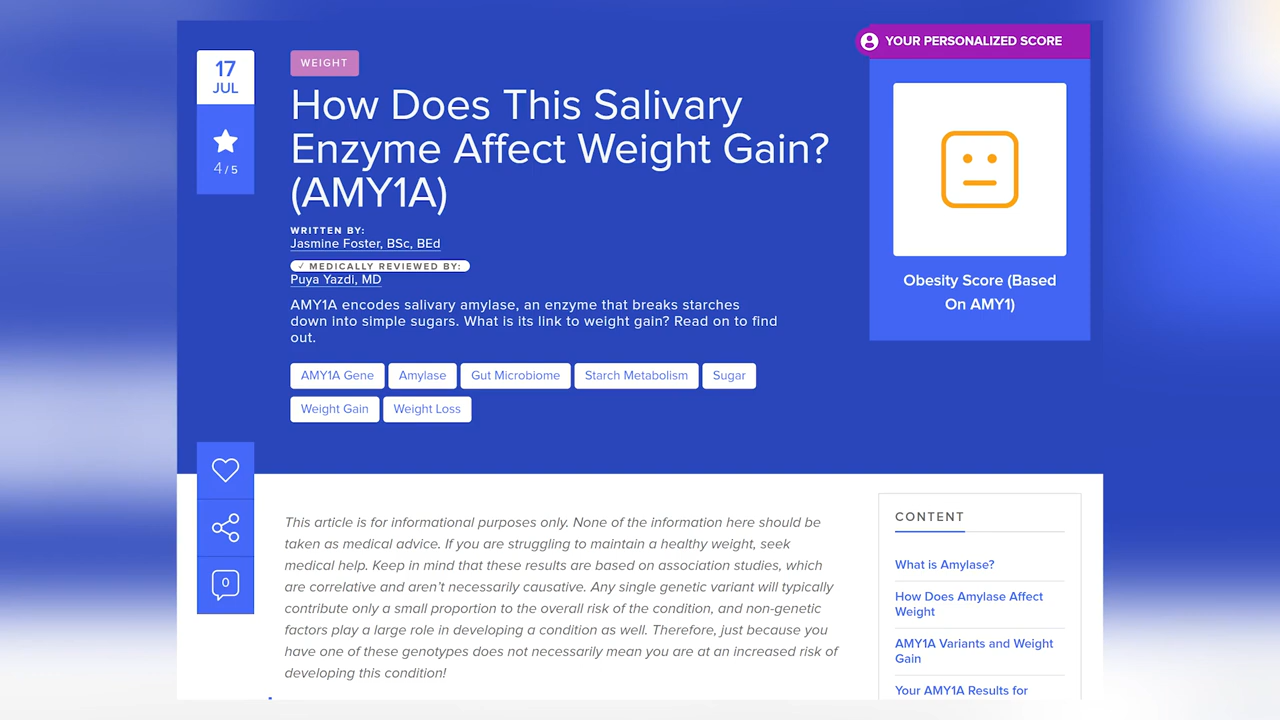 17
JUL
4 / 5
WEIGHT
How Does This Salivary
Enzyme Affect Weight Gain?
(AMY1A)
WRITTEN BY:
Jasmine Foster, BSc, BEd
✓ MEDICALLY REVIEWED BY:
Puya Yazdi, MD
AMY1A encodes salivary amylase, an enzyme that breaks starches
down into simple sugars. What is its link to weight gain? Read on to find
out.
AMY1A Gene Amylase Gut Microbiome Starch Metabolism Sugar
Weight Gain Weight Loss
YOUR PERSONALIZED SCORE
Obesity Score (Based
On AMY1)
0
This article is for informational purposes only. None of the information here should be
taken as medical advice. If you are struggling to maintain a healthy weight, seek
medical help. Keep in mind that these results are based on association studies, which
are correlative and aren't necessarily causative. Any single genetic variant will typically
contribute only a small proportion to the overall risk of the condition, and non-genetic
factors play a large role in developing a condition as well. Therefore, just because you
have one of these genotypes does not necessarily mean you are at an increased risk of
developing this condition!
CONTENT
What is Amylase?
How Does Amylase Affect
Weight
AMY1A Variants and Weight
Gain
Your AMY1A Results for